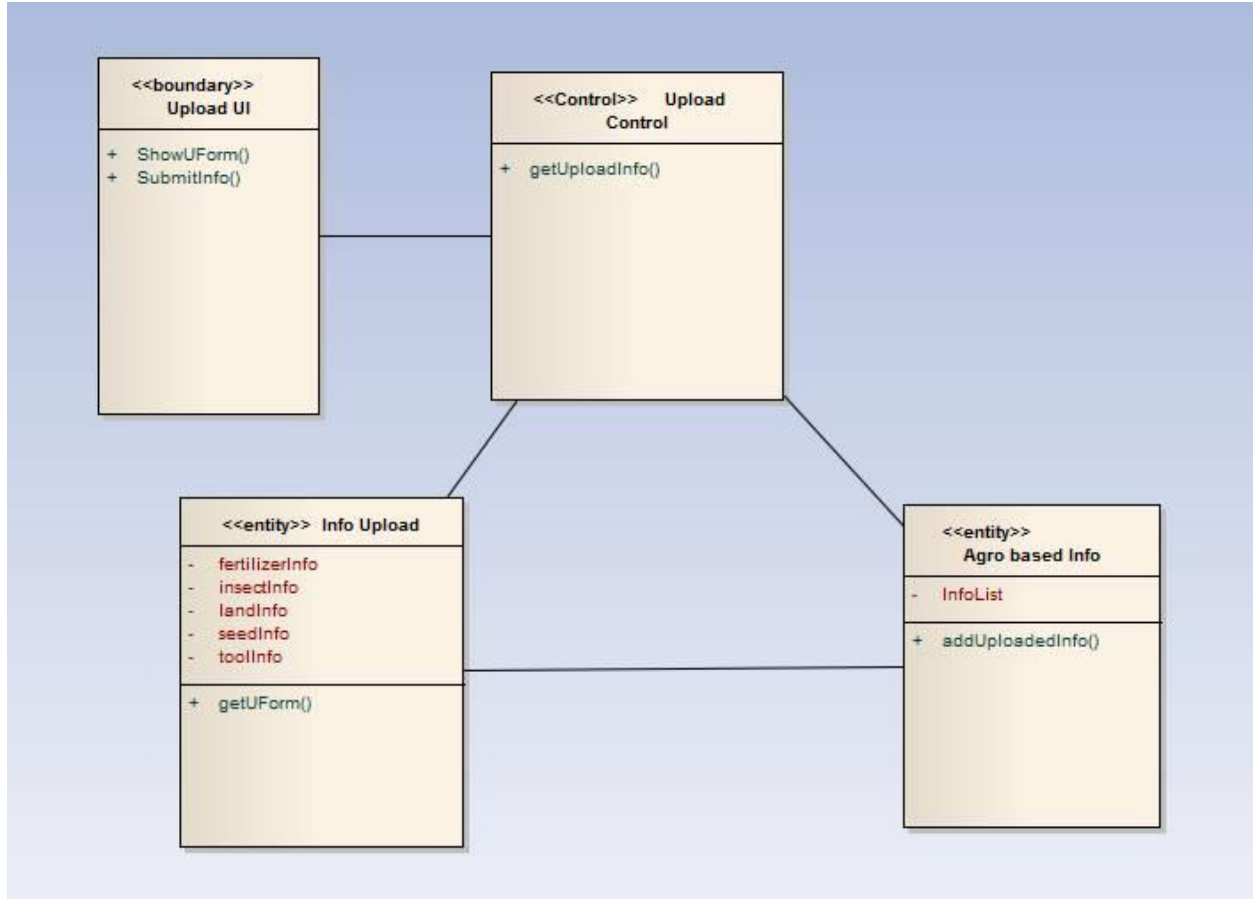 <<boundary>>
Upload UI
+ ShowUForm()
+ SubmitInfo()
<<Control>> Upload
Control
+ getUploadInfo()
<<entity>> Info Upload
- fertilizerInfo
- insectInfo
- landInfo
- seedInfo
- toolInfo
+ getUForm()
<<entity>>
Agro based Info
- InfoList
+ addUploadedInfo()